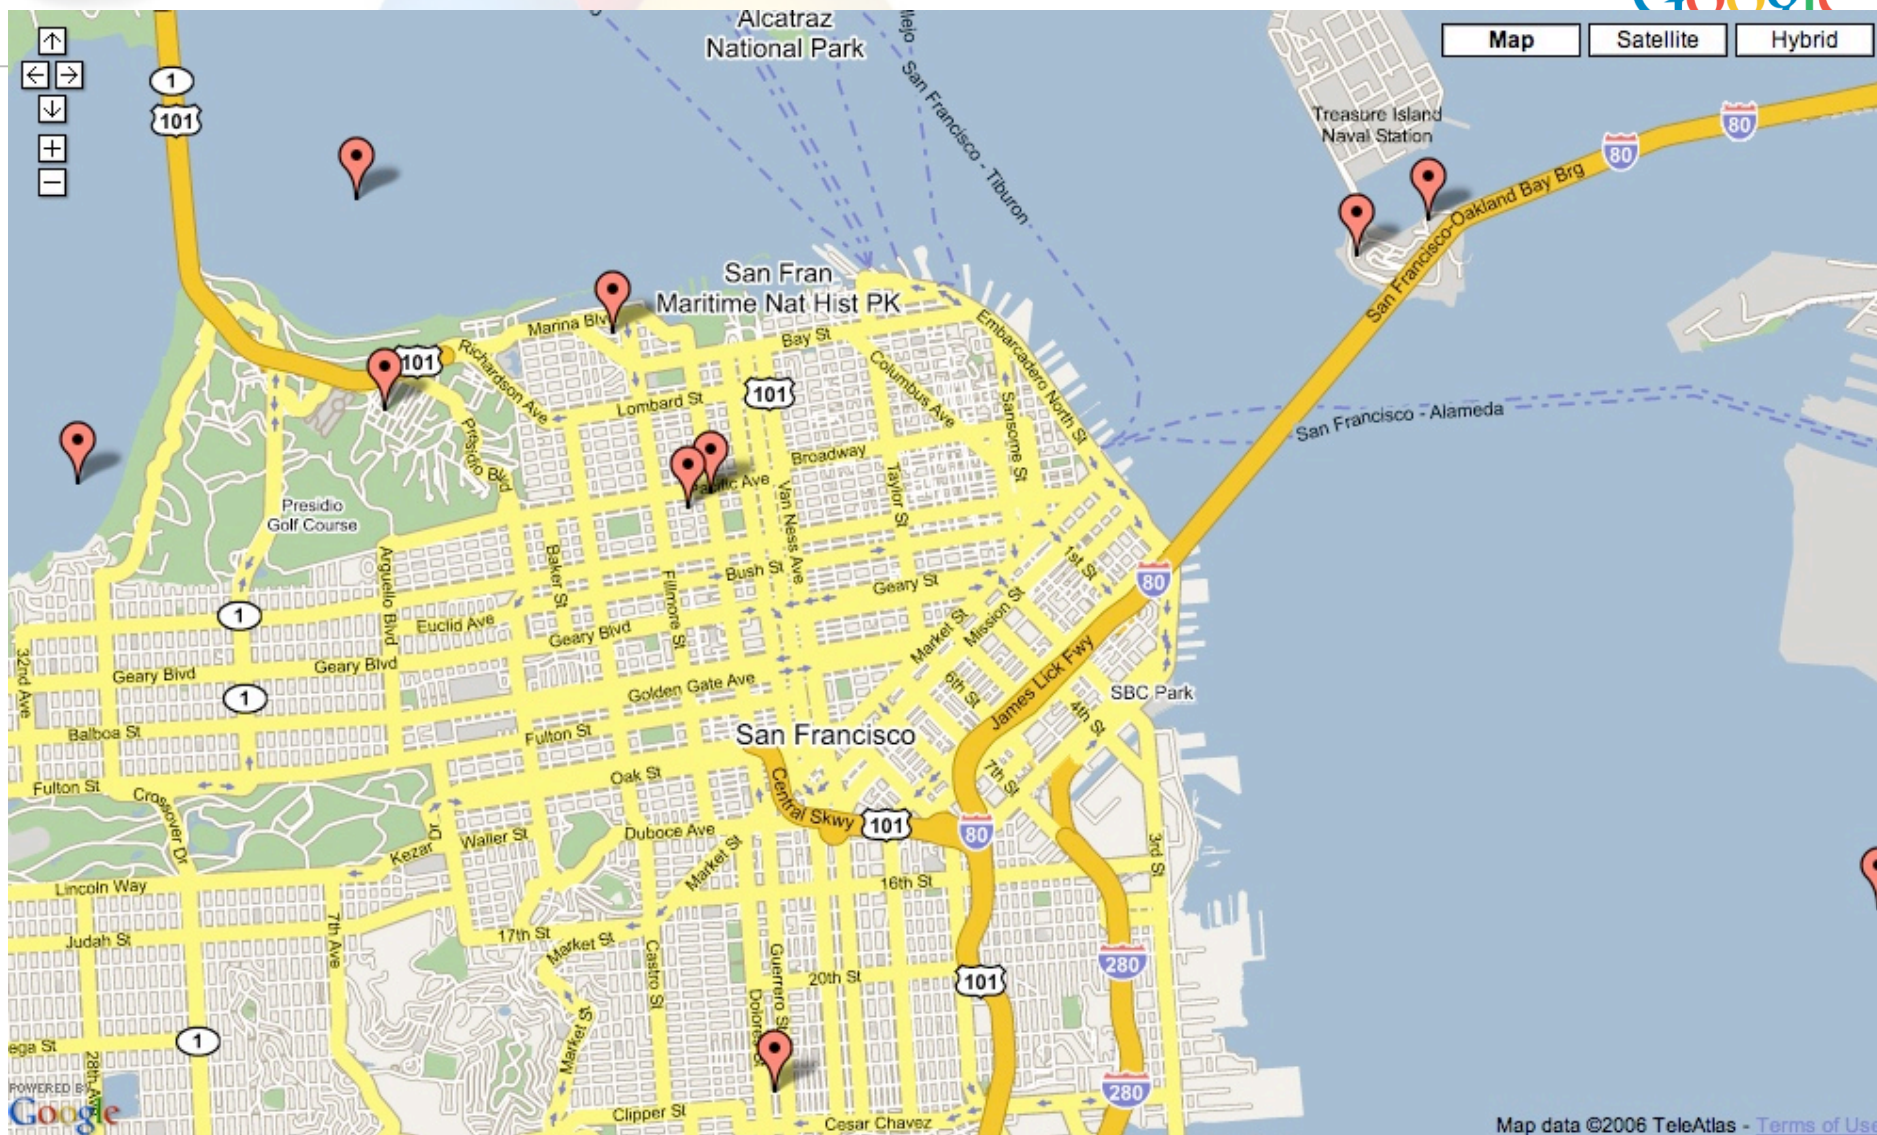 Google
Alcatraz
National Park
Map
Satellite
Hybrid
1
101
San Francisco - Tiburon
Treasure Island
Naval Station
80
80
San Francisco-Oakland Bay Brg
San Fran
Maritime Nat Hist PK
Marina Blv
Bay St
Embarcadero North St
101
Richardson Ave
Columbus Ave
101
Lombard St
Sansome St
San Francisco - Alameda
Presidio Blvd
Broadway
Taylor St
Pacific Ave
Van Ness Ave
Presidio
Golf Course
Arguello Blvd
Baker St
Fillmore St
Bush St
Geary St
1st St
80
1
Euclid Ave
Geary Blvd
Market St
Mission St
32nd Ave
Geary Blvd
Geary Blvd
1
Golden Gate Ave
6th St
James Lick Fwy
SBC Park
4th St
Balboa St
Fulton St
San Francisco
Fulton St
Crossover Dr
Oak St
Central Skwy
7th St
101
80
Kezar Dr
Waller St
Duboce Ave
Market St
3rd St
Lincoln Way
16th St
Judah St
7th Ave
17th St
Market St
Castro St
Guerrero St
20th St
101
280
Dolores St
1
ega St
28th Ave
Market St
280
POWERED BY
Google
Clipper St
Cesar Chavez
Map data ©2006 TeleAtlas - Terms of Use